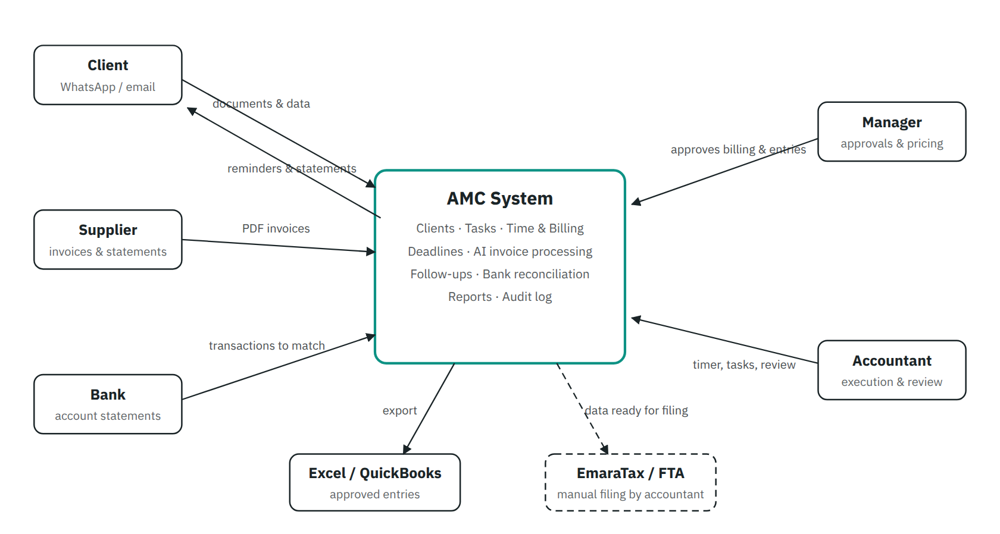 Client
WhatsApp / email
documents & data
reminders & statements
Supplier
invoices & statements
PDF invoices
Bank
account statements
transactions to match
AMC System
Clients · Tasks · Time & Billing
Deadlines · AI invoice processing
Follow-ups · Bank reconciliation
Reports · Audit log
Manager
approvals & pricing
approves billing & entries
Accountant
execution & review
timer, tasks, review
export
data ready for filing
Excel / QuickBooks
approved entries
EmaraTax / FTA
manual filing by accountant